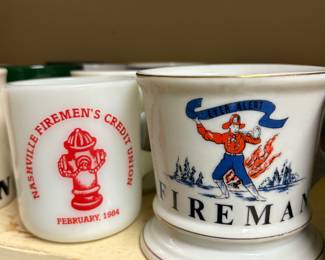 NASHVILLE FIREMEN'S CREDIT UNION
FEBRUARY, 1984
EVER ALERT
FIREMAN